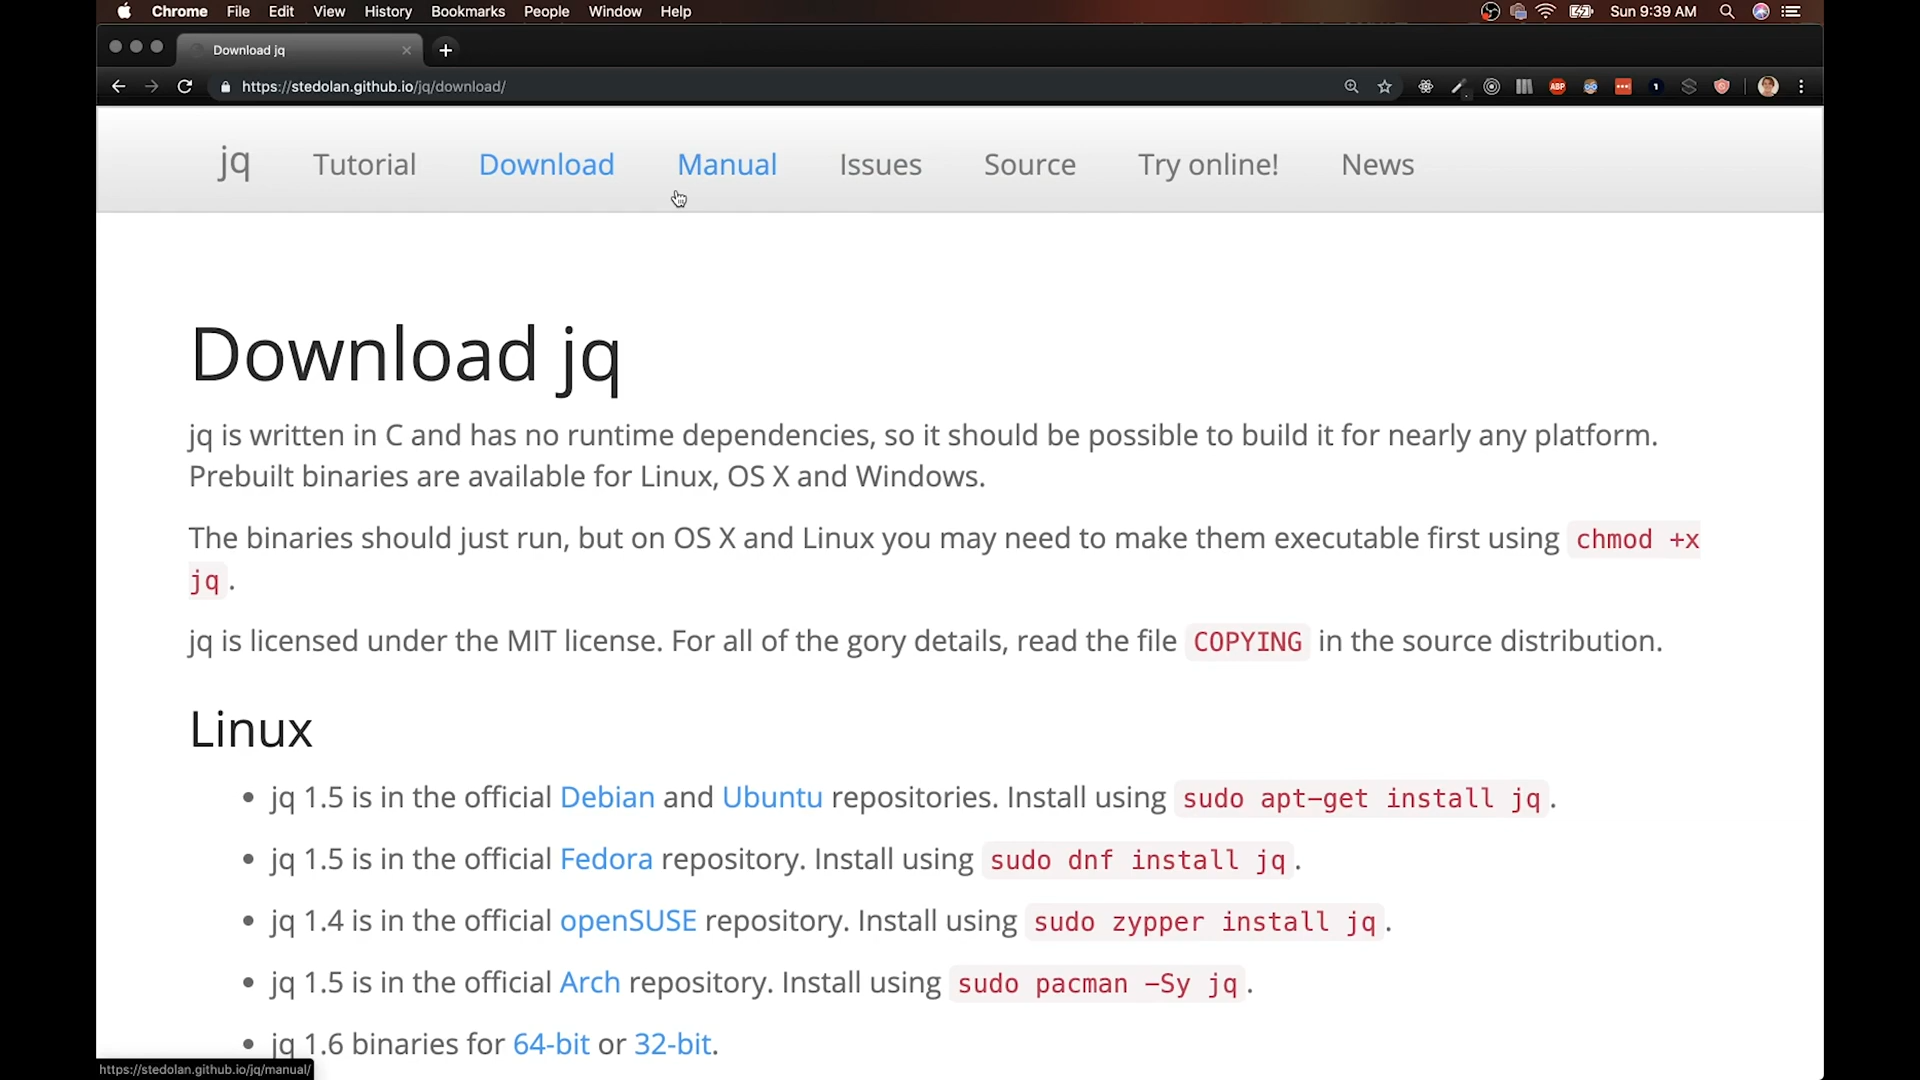 Chrome File Edit View History Bookmarks People Window Help Sun 9:39 AM
Download jq
https://stedolan.github.io/jq/download/
ABP
1
jq Tutorial Download Manual Issues Source Try online! News
Download jq
jq is written in C and has no runtime dependencies, so it should be possible to build it for nearly any platform.
Prebuilt binaries are available for Linux, OS X and Windows.
The binaries should just run, but on OS X and Linux you may need to make them executable first using chmod +x
jq .
jq is licensed under the MIT license. For all of the gory details, read the file COPYING in the source distribution.
Linux
• jq 1.5 is in the official Debian and Ubuntu repositories. Install using sudo apt-get install jq .
• jq 1.5 is in the official Fedora repository. Install using sudo dnf install jq .
• jq 1.4 is in the official openSUSE repository. Install using sudo zypper install jq .
• jq 1.5 is in the official Arch repository. Install using sudo pacman -Sy jq .
• jq 1.6 binaries for 64-bit or 32-bit.
https://stedolan.github.io/jq/manual/